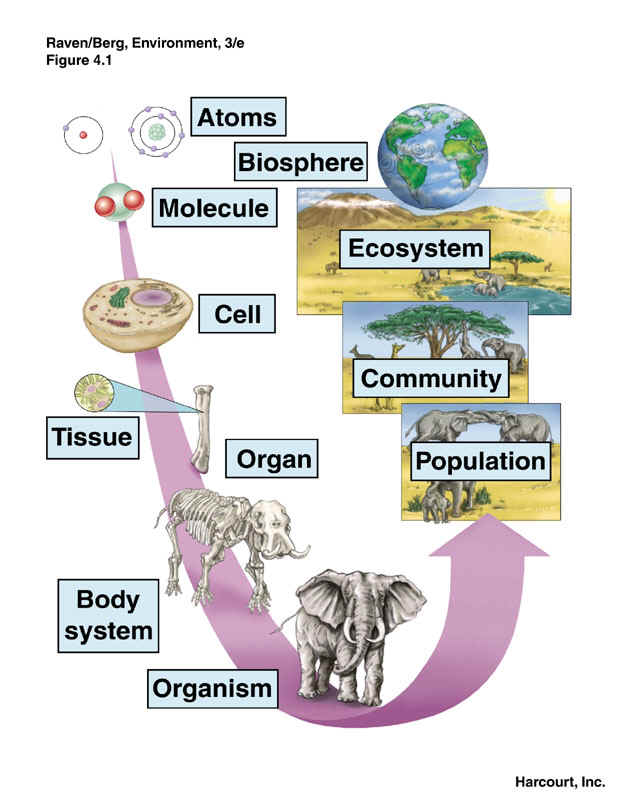 Raven/Berg, Environment, 3/e
Figure 4.1
Atoms
Biosphere
Molecule
Ecosystem
Cell
Community
Tissue
Organ
Population
Body
system
Organism
Harcourt, Inc.